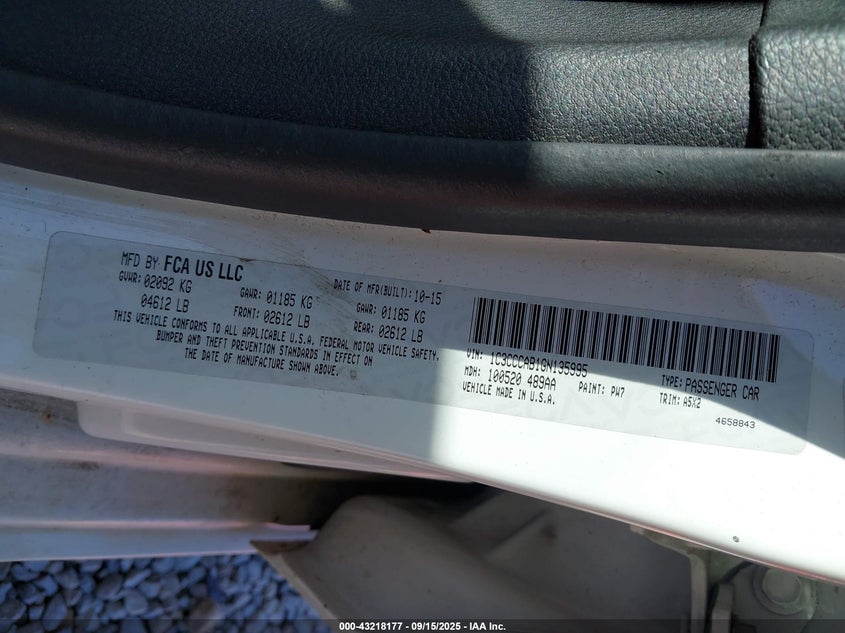 MFD BY FCA US LLC
DATE OF MFR(BUILT): 10-15
GVWR: 02092 KG
04612 LB
GAWR: 01185 KG
FRONT: 02612 LB
GAWR: 01185 KG
REAR: 02612 LB
THIS VEHICLE CONFORMS TO ALL APPLICABLE U.S.A. FEDERAL MOTOR VEHICLE SAFETY,
BUMPER AND THEFT PREVENTION STANDARDS IN EFFECT ON
THE DATE OF MANUFACTURE SHOWN ABOVE.
VIN: 1C3CCCAB1GN135995
TYPE: PASSENGER CAR
MDH: 100520 489AA
PAINT: PW7
TRIM: A5X2
VEHICLE MADE IN U.S.A.
4658843
000-43218177 - 09/15/2025 - IAA Inc.